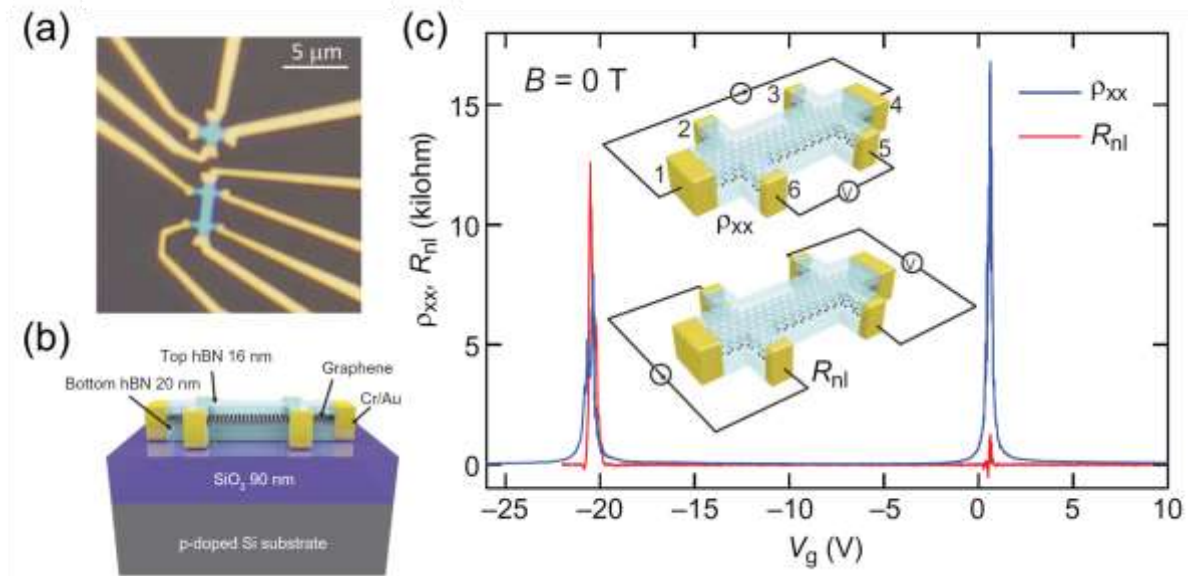 (a)
5 μm
(b)
Top hBN 16 nm
Bottom hBN 20 nm
Graphene
Cr/Au
SiO₂ 90 nm
p-doped Si substrate
(c)
B = 0 T
ρxx
Rnl
1
2
3
4
5
6
V
ρxx
V
Rnl
ρxx, Rnl (kilohm)
15
10
5
0
−25
−20
−15
−10
−5
0
5
10
Vg (V)